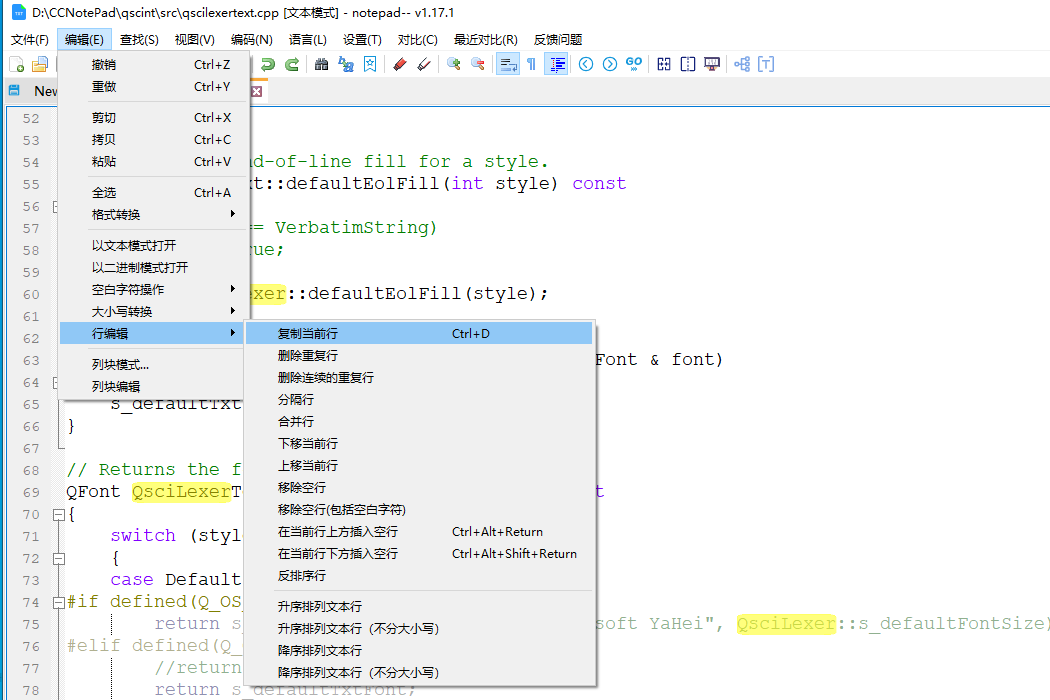 D:\CCNotePad\qscint\src\qscilexertext.cpp [文本模式] - notepad-- v1.17.1
文件(F) 编辑(E) 查找(S) 视图(V) 编码(N) 语言(L) 设置(T) 对比(C) 最近对比(R) 反馈问题
撤销 Ctrl+Z
重做 Ctrl+Y
剪切 Ctrl+X
拷贝 Ctrl+C
粘贴 Ctrl+V
全选 Ctrl+A
格式转换
以文本模式打开
以二进制模式打开
空白字符操作
大小写转换
行编辑
列块模式...
列块编辑
复制当前行 Ctrl+D
删除重复行
删除连续的重复行
分隔行
合并行
下移当前行
上移当前行
移除空行
移除空行(包括空白字符)
在当前行上方插入空行 Ctrl+Alt+Return
在当前行下方插入空行 Ctrl+Alt+Shift+Return
反排序行
升序排列文本行
升序排列文本行（不分大小写）
降序排列文本行
降序排列文本行（不分大小写）
GO
New
52
53
54 nd-of-line fill for a style.
55 xt::defaultEolFill(int style) const
56
57 == VerbatimString)
58 rue;
59
60 exer::defaultEolFill(style);
61
62
63 Font & font)
64
65 s_defaultTxt
66 }
67
68 // Returns the f
69 QFont QsciLexerT t
70 {
71 switch (styl
72 {
73 case Default
74 #if defined(Q_OS
75 return s soft YaHei", QsciLexer::s_defaultFontSize)
76 #elif defined(Q_
77 //return
78 return s_defaultTxtFont;